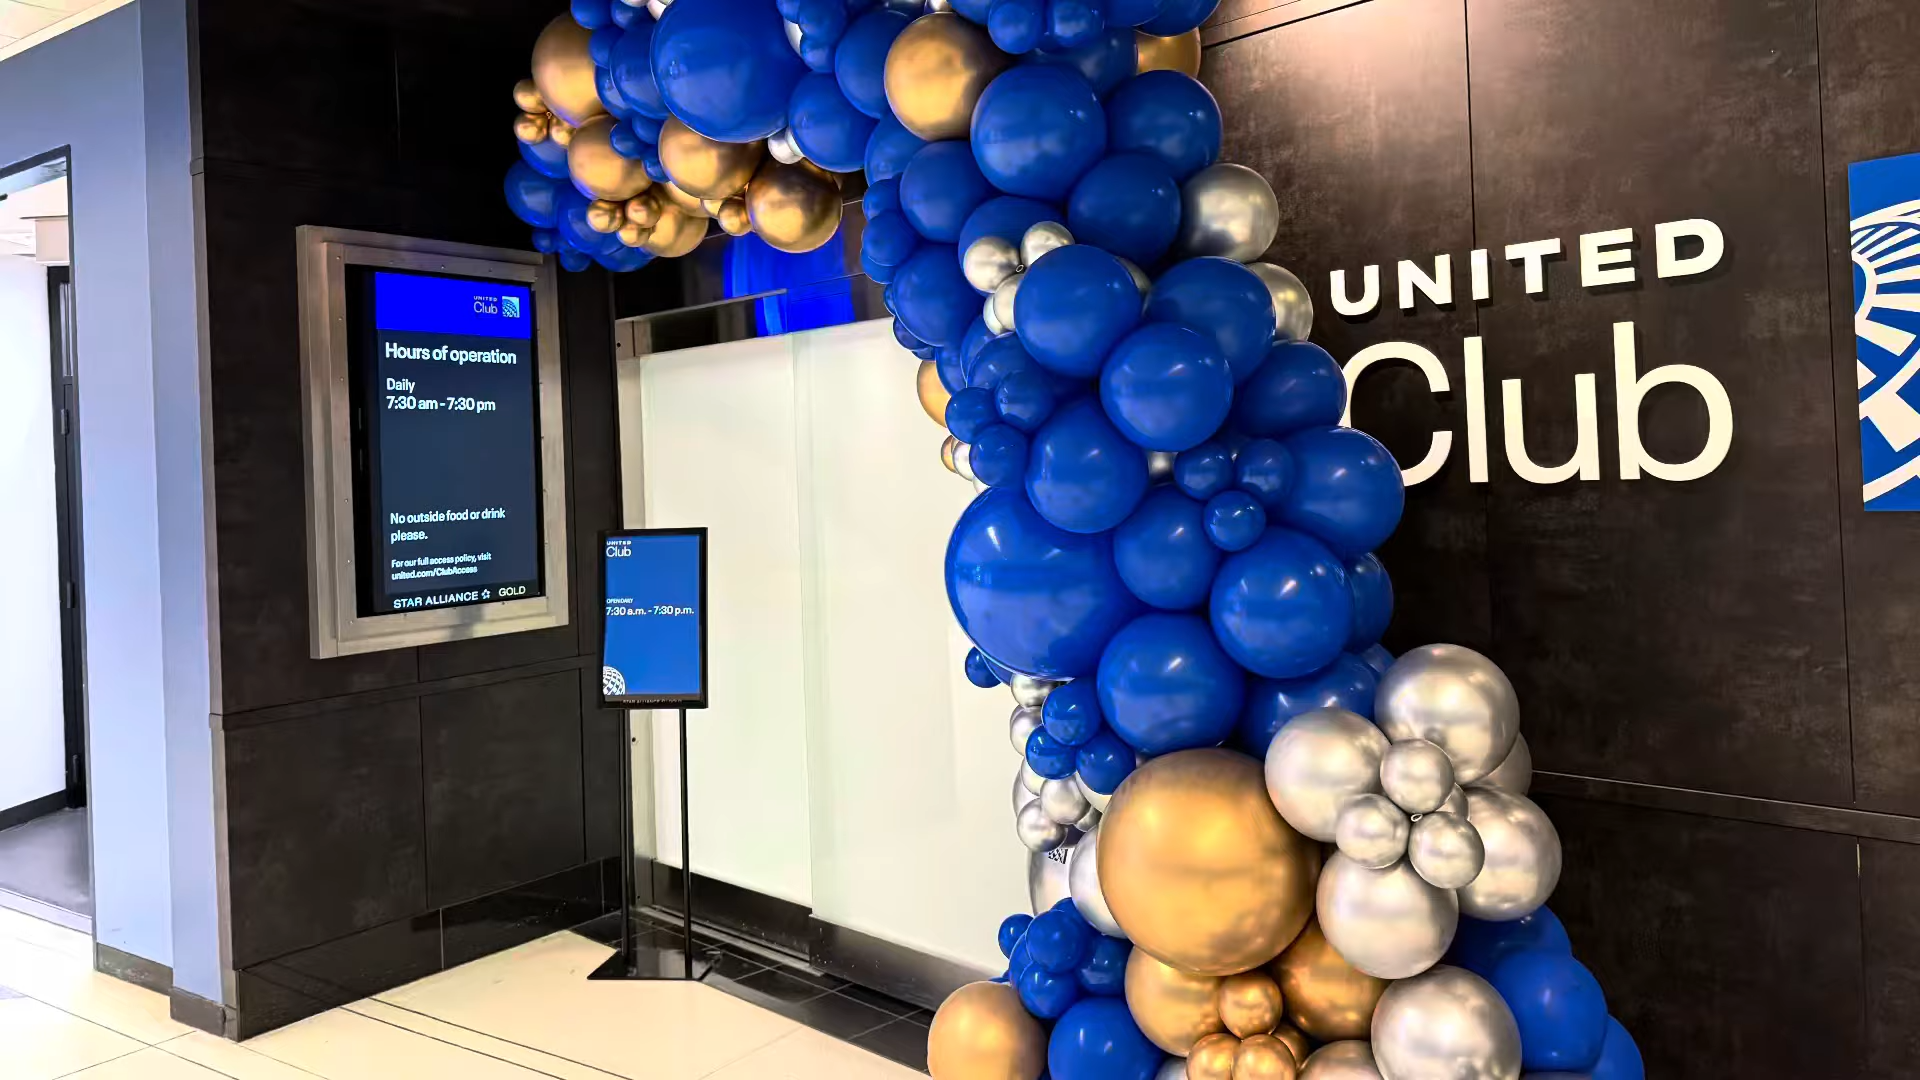 UNITED
Club
Hours of operation
Daily
7:30 am - 7:30 pm
No outside food or drink
please.
For our full access policy, visit
united.com/ClubAccess
STAR ALLIANCE GOLD
UNITED
Club
OPEN DAILY
7:30 a.m. - 7:30 p.m.
UNITED
Club